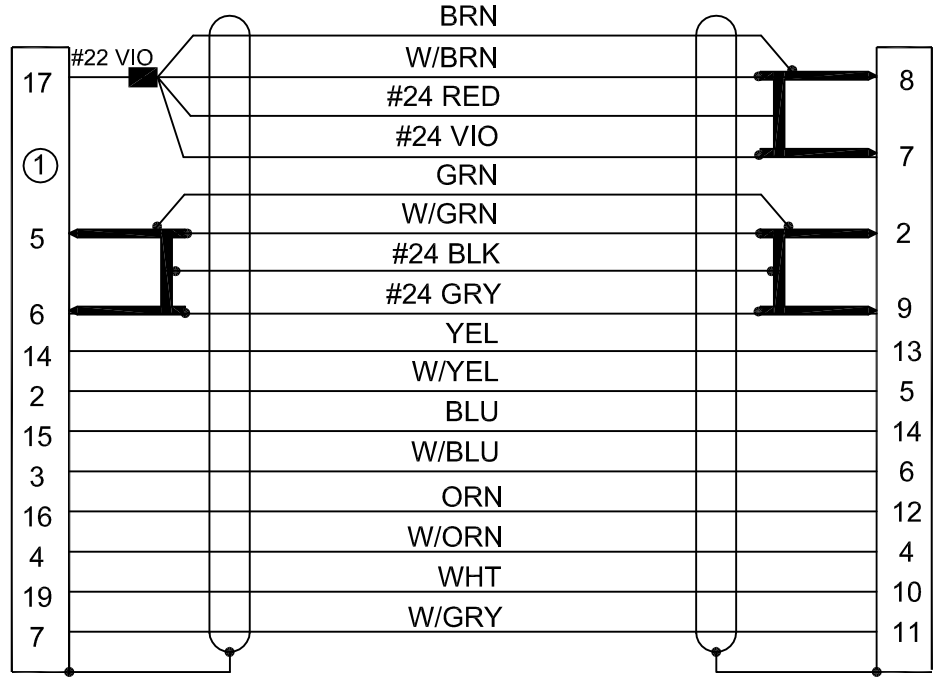 BRN
#22 VIO
W/BRN
17
8
#24 RED
#24 VIO
1
7
GRN
W/GRN
5
2
#24 BLK
#24 GRY
6
9
YEL
14
13
W/YEL
2
5
BLU
15
14
W/BLU
3
6
ORN
16
12
W/ORN
4
4
WHT
19
10
W/GRY
7
11